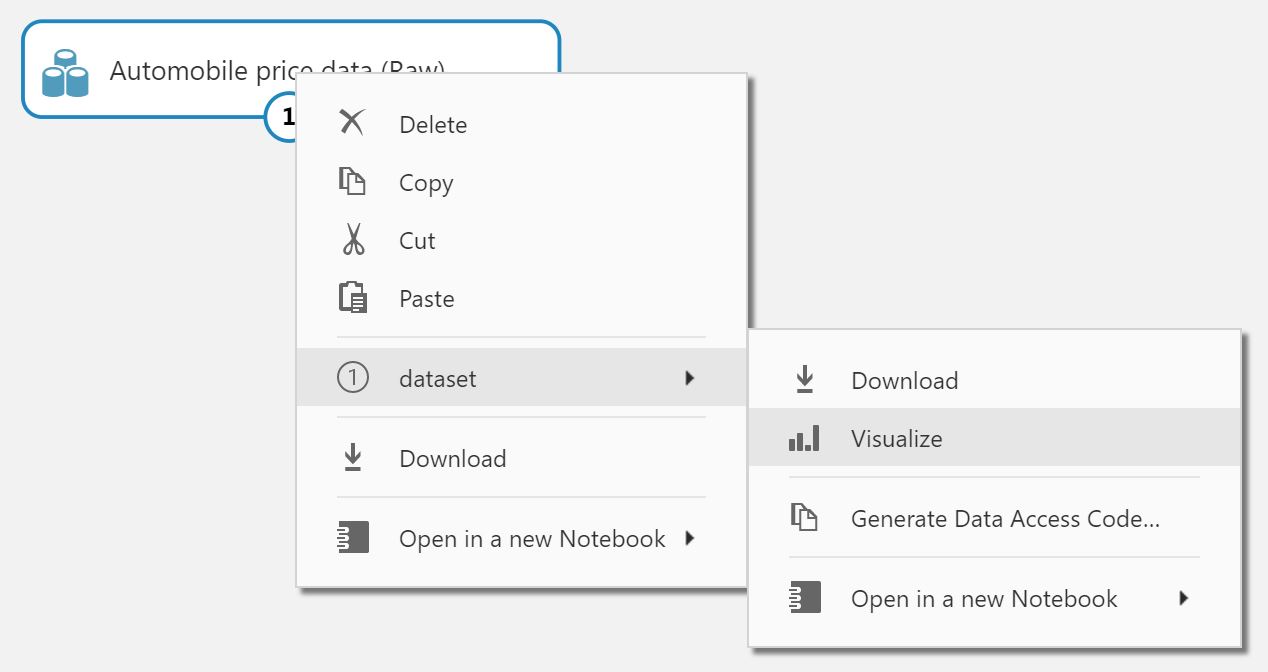 Automobile price data (Raw)
1
Delete
Copy
Cut
Paste
1 dataset
Download
Open in a new Notebook
Download
Visualize
Generate Data Access Code...
Open in a new Notebook